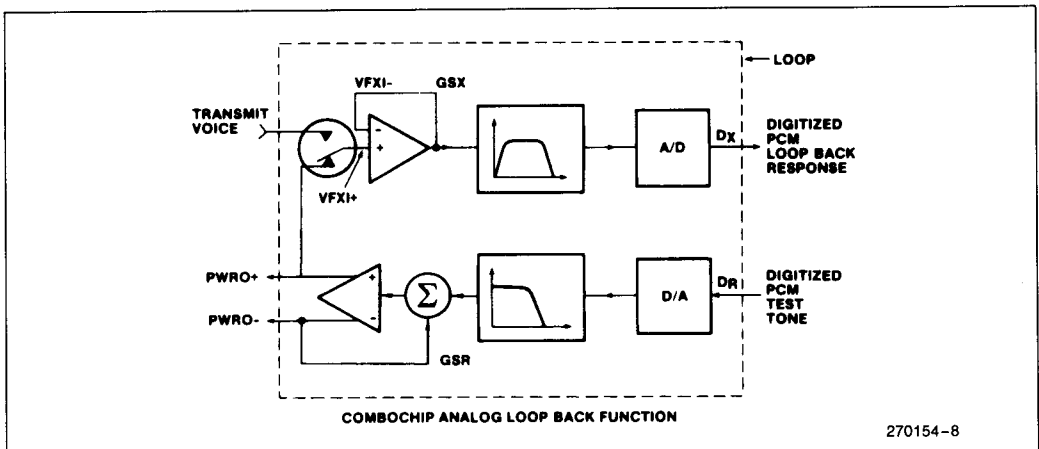 LOOP
VFXI-
GSX
TRANSMIT
VOICE
-
+
A/D
DX
DIGITIZED
PCM
LOOP BACK
RESPONSE
VFXI+
PWRO+
+
Σ
D/A
DR
DIGITIZED
PCM
TEST
TONE
PWRO-
-
GSR
COMBOCHIP ANALOG LOOP BACK FUNCTION
270154-8